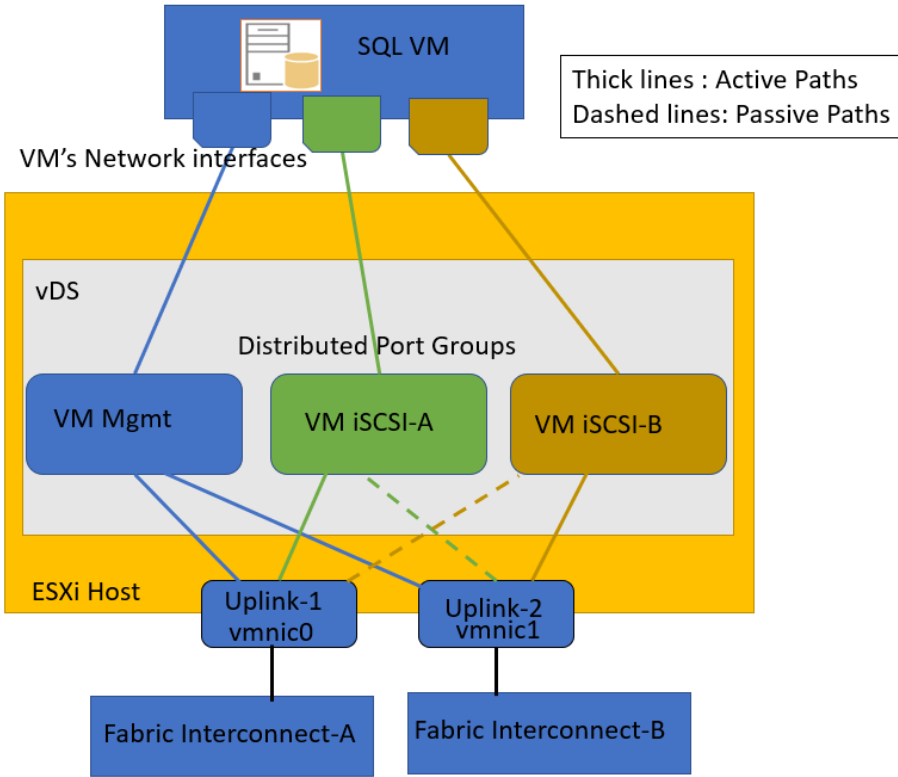 SQL VM
Thick lines : Active Paths
Dashed lines: Passive Paths
VM's Network interfaces
vDS
Distributed Port Groups
VM Mgmt
VM iSCSI-A
VM iSCSI-B
ESXi Host
Uplink-1
vmnic0
Uplink-2
vmnic1
Fabric Interconnect-A
Fabric Interconnect-B